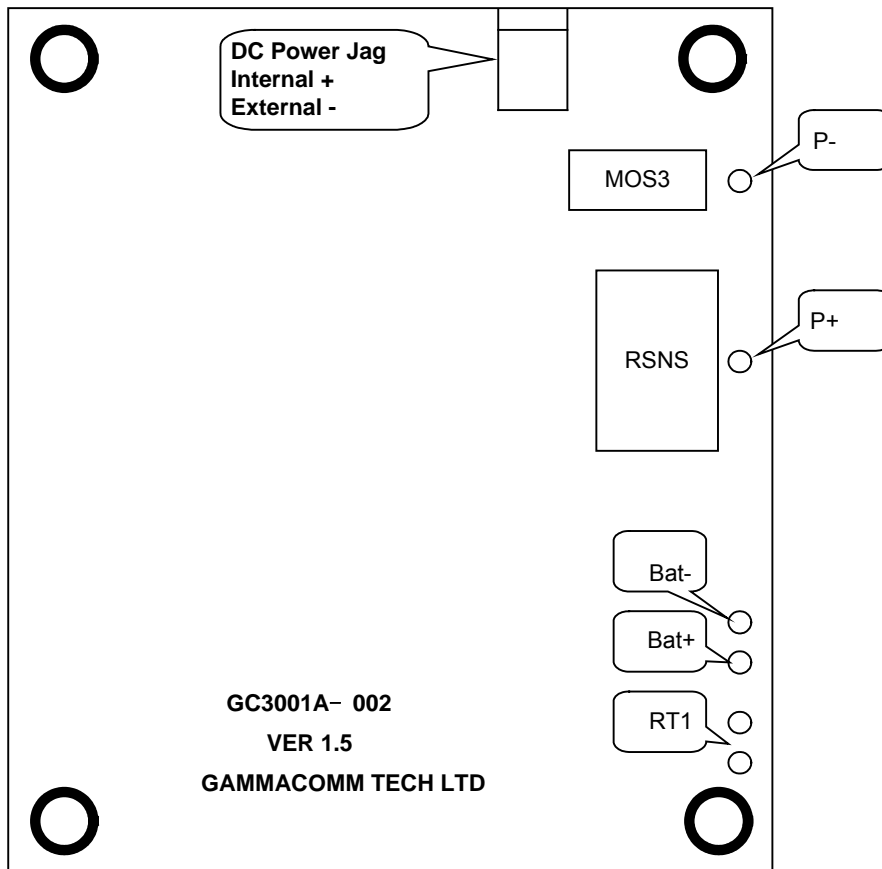 DC Power Jag
Internal +
External -
P-
MOS3
P+
RSNS
Bat-
Bat+
RT1
GC3001A- 002
VER 1.5
GAMMACOMM TECH LTD